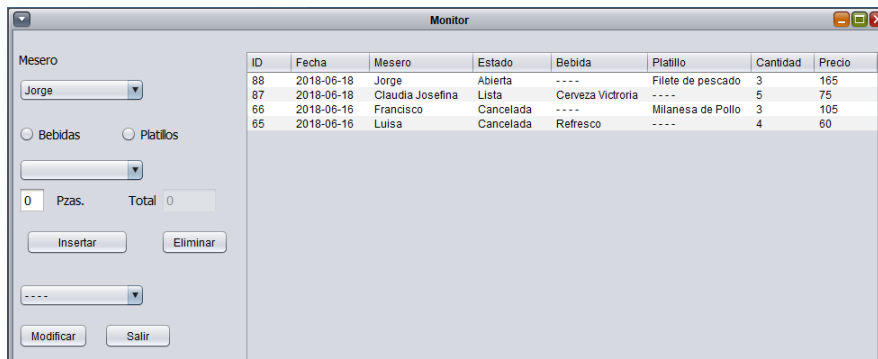 Monitor
Mesero
Jorge
Bebidas Platillos
0 Pzas. Total 0
Insertar Eliminar
- - - -
Modificar Salir
ID Fecha Mesero Estado Bebida Platillo Cantidad Precio
88 2018-06-18 Jorge Abierta - - - - Filete de pescado 3 165
87 2018-06-18 Claudia Josefina Lista Cerveza Victroria - - - - 5 75
66 2018-06-16 Francisco Cancelada - - - - Milanesa de Pollo 3 105
65 2018-06-16 Luisa Cancelada Refresco - - - - 4 60